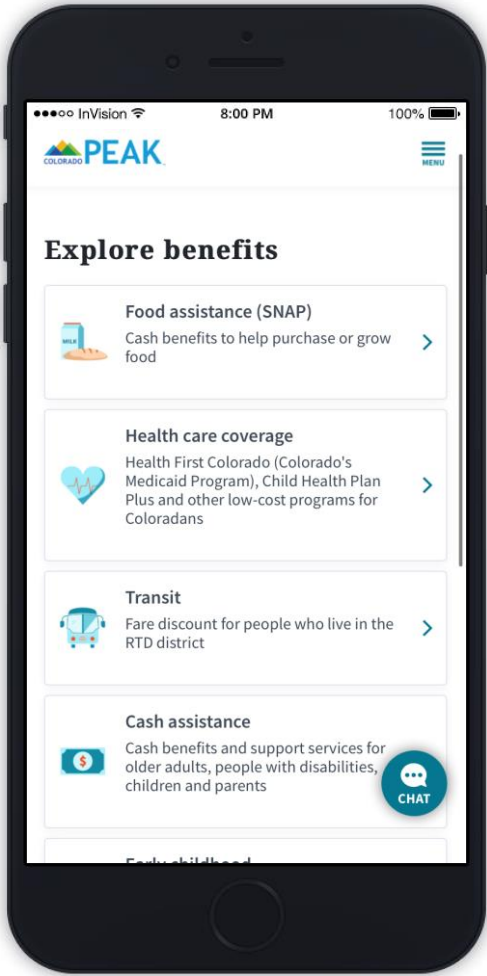 InVision 8:00 PM 100%
COLORADO PEAK
MENU
Explore benefits
Food assistance (SNAP)
Cash benefits to help purchase or grow
food
MILK
Health care coverage
Health First Colorado (Colorado's
Medicaid Program), Child Health Plan
Plus and other low-cost programs for
Coloradans
Transit
Fare discount for people who live in the
RTD district
Cash assistance
Cash benefits and support services for
older adults, people with disabilities,
children and parents
$
CHAT
Early childhood